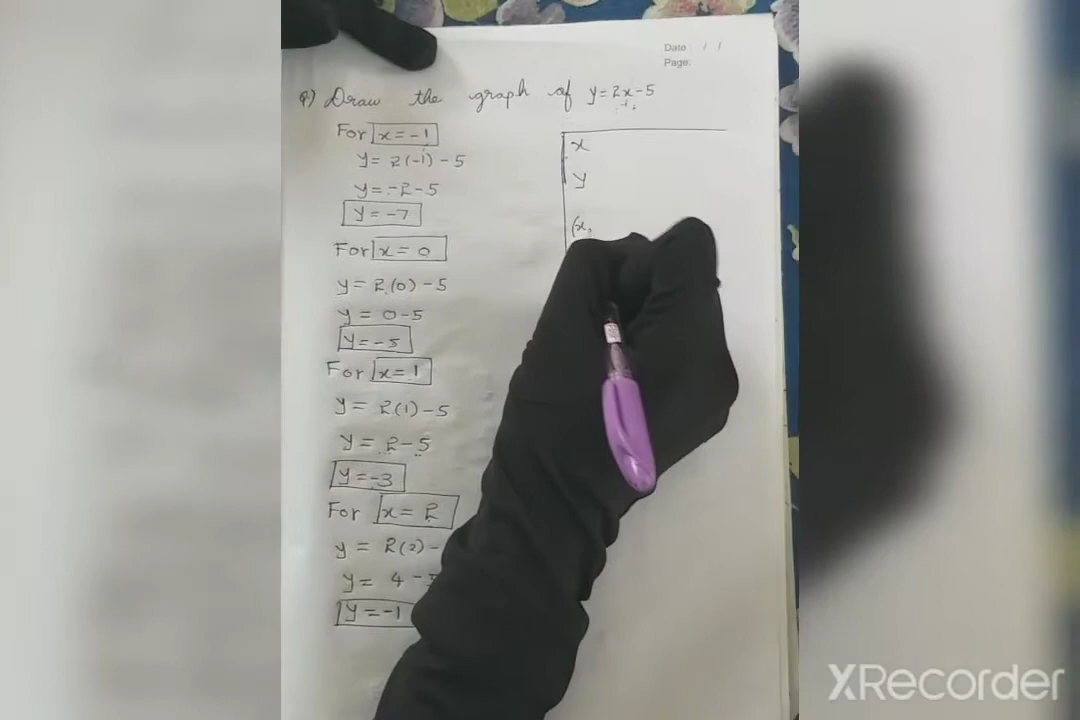 Date / /
Page:
Q) Draw the graph of y=2x-5
For x=-1
y= 2(-1)-5
y=-2-5
y=-7
For x=0
y=2(0)-5
y= 0-5
y=-5
For x=1
y= 2(1)-5
y= 2-5
y=-3
For x=2
y= 2(2)-
y= 4-5
y=-1
x
y
(x,
XRecorder